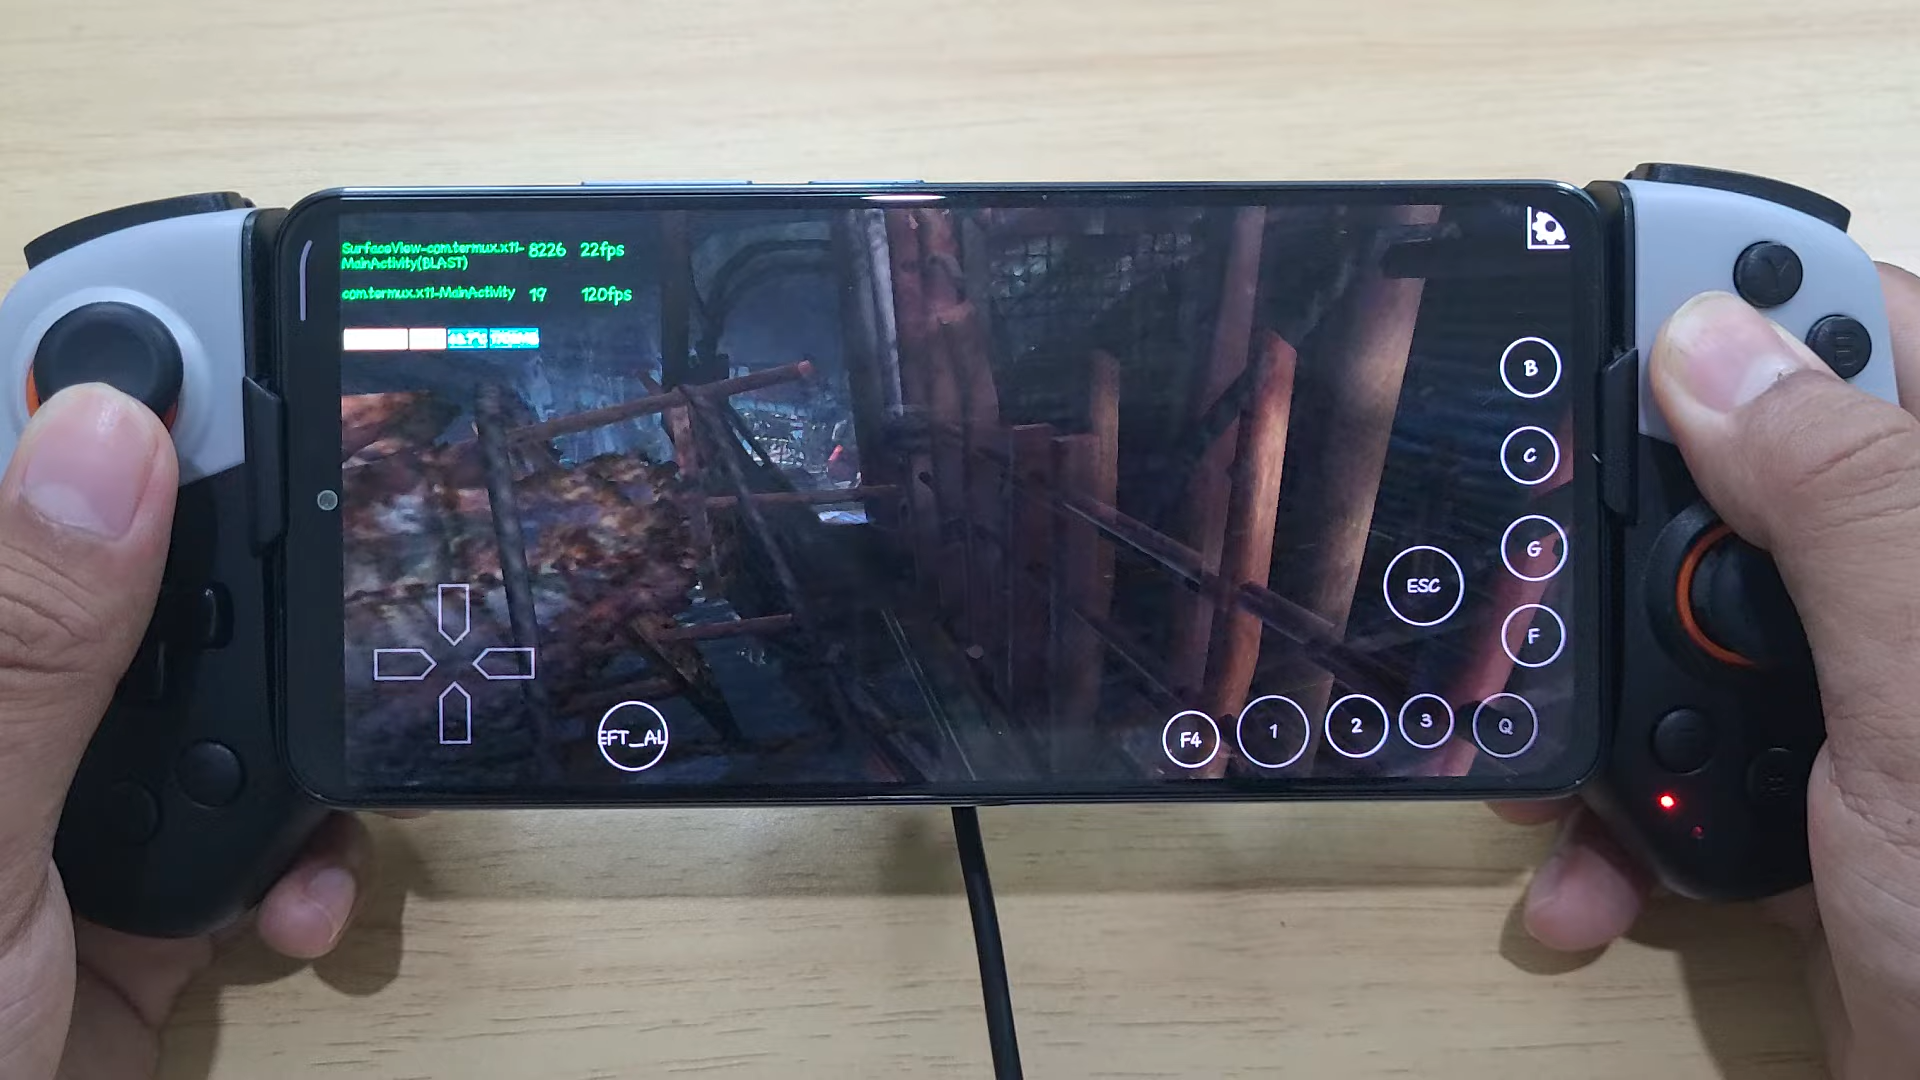 SurfaceView-com.termux.x11- 8226 22fps
MainActivity(BLAST)
com.termux.x11-MainActivity 19 120fps
Y
B
C
G
ESC
F
EFT_AL
F4
1
2
3
Q